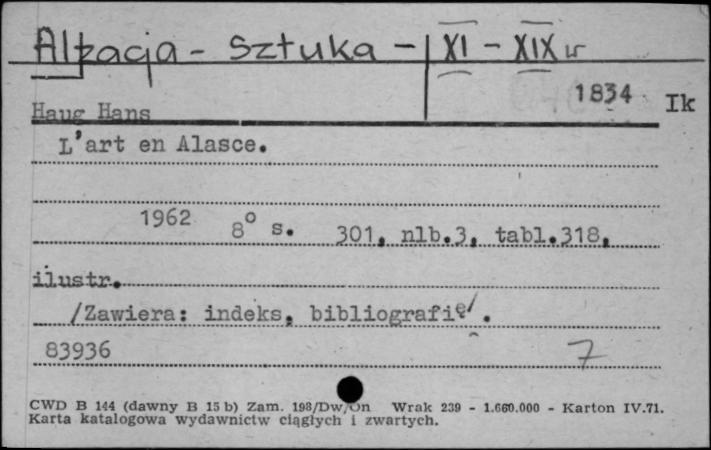 Alzacja - sztuka - XI - XIX w
1834 Ik
Haug Hans
L'art en Alasce.
1962 8° s. 301, nlb.3, tabl.318,
ilustr.
/Zawiera: indeks, bibliografię/.
83936 7
CWD B 144 (dawny B 15 b) Zam. 198/Dw/On Wrak 239 - 1.660.000 - Karton IV.71.
Karta katalogowa wydawnictw ciągłych i zwartych.